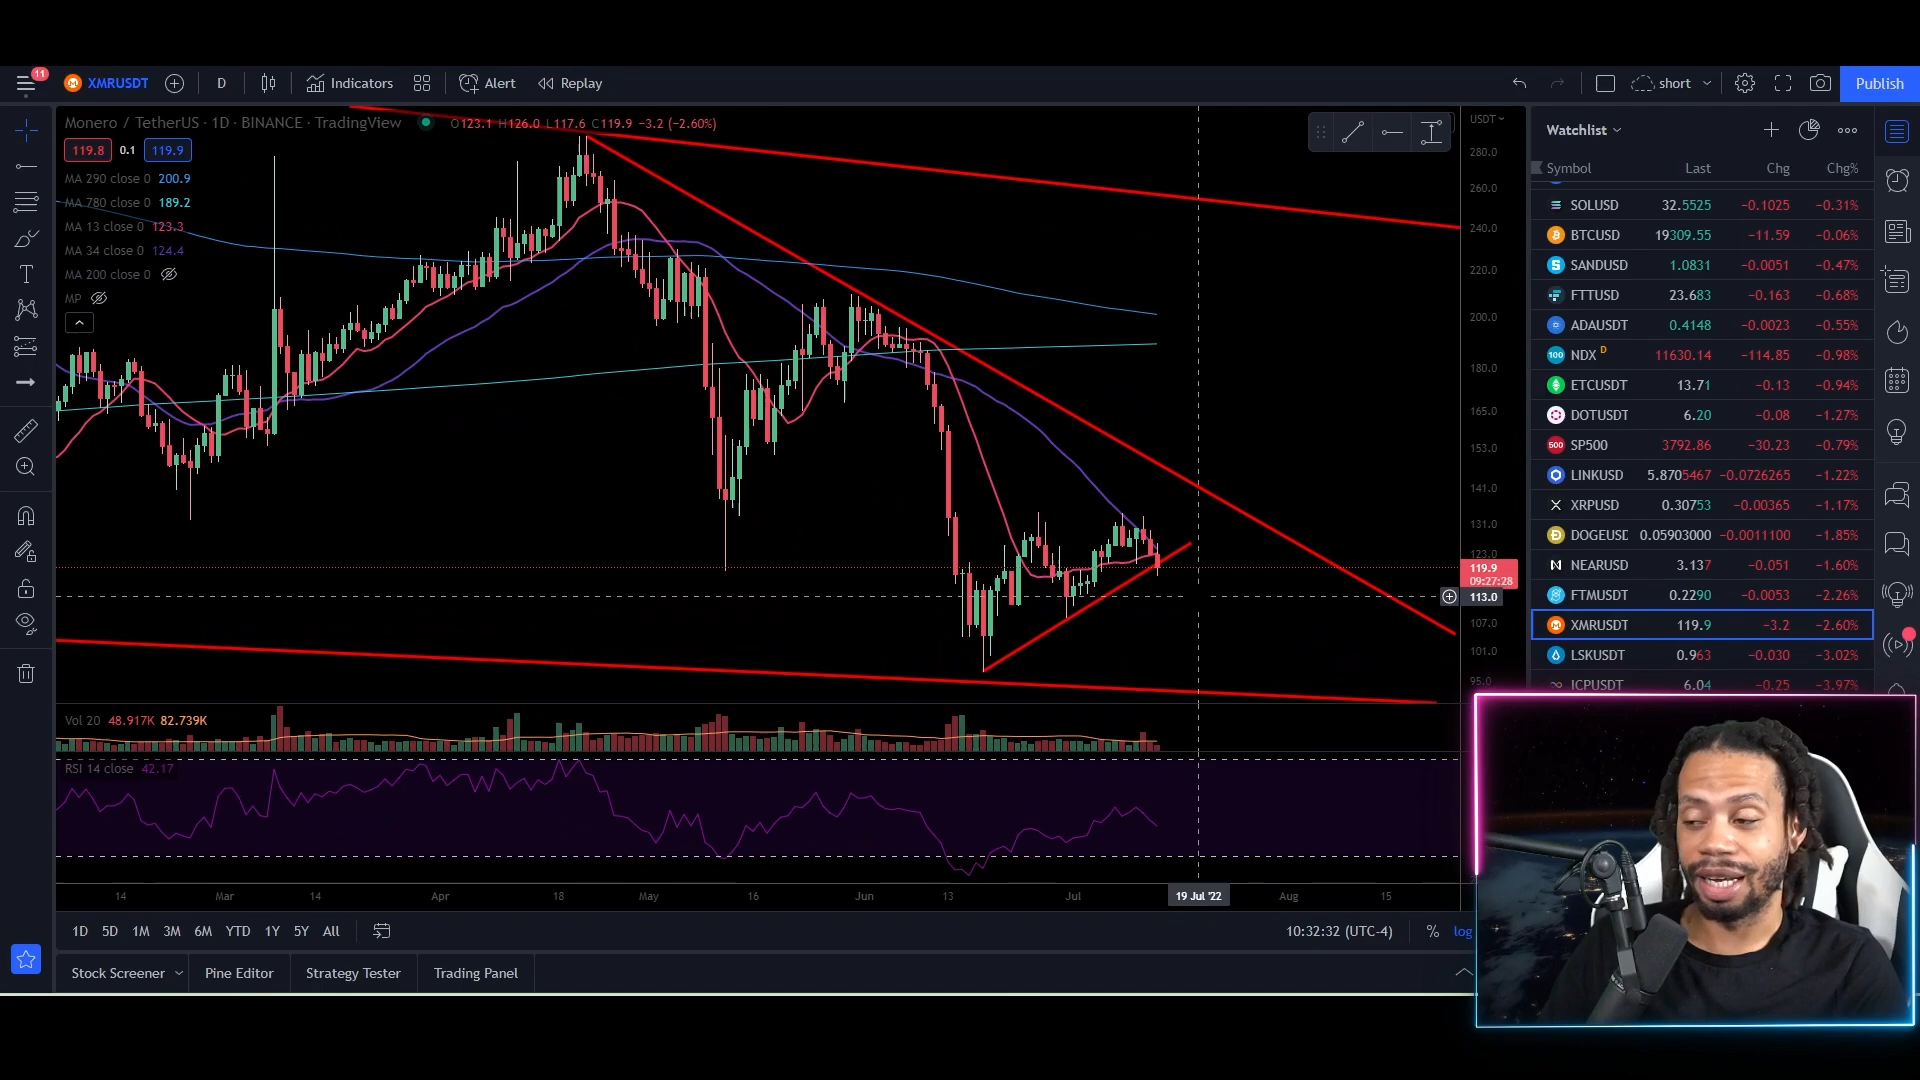 11
XMRUSDT
D
Indicators
Alert
Replay
short
Publish
Monero / TetherUS · 1D · BINANCE · TradingView
O123.1 H126.0 L117.6 C119.9 −3.2 (−2.60%)
119.8 0.1 119.9
MA 290 close 0 200.9
MA 780 close 0 189.2
MA 13 close 0 123.3
MA 34 close 0 124.4
MA 200 close 0
MP
USDT
280.0
260.0
240.0
220.0
200.0
180.0
165.0
153.0
141.0
131.0
123.0
119.9
09:27:28
113.0
107.0
101.0
95.0
Vol 20 48.917K 82.739K
RSI 14 close 42.17
14 Mar 14 Apr 18 May 16 Jun 13 Jul 19 Jul '22 Aug 15
1D 5D 1M 3M 6M YTD 1Y 5Y All
10:32:32 (UTC-4) % log
Stock Screener Pine Editor Strategy Tester Trading Panel
Watchlist
Symbol Last Chg Chg%
SOLUSD 32.5525 −0.1025 −0.31%
BTCUSD 19309.55 −11.59 −0.06%
SANDUSD 1.0831 −0.0051 −0.47%
FTTUSD 23.683 −0.163 −0.68%
ADAUSDT 0.4148 −0.0023 −0.55%
100 NDX D 11630.14 −114.85 −0.98%
ETCUSDT 13.71 −0.13 −0.94%
DOTUSDT 6.20 −0.08 −1.27%
500 SP500 3792.86 −30.23 −0.79%
LINKUSD 5.8705467 −0.0726265 −1.22%
XRPUSD 0.30753 −0.00365 −1.17%
DOGEUSD 0.05903000 −0.0011100 −1.85%
NEARUSD 3.137 −0.051 −1.60%
FTMUSDT 0.2290 −0.0053 −2.26%
XMRUSDT 119.9 −3.2 −2.60%
LSKUSDT 0.963 −0.030 −3.02%
ICPUSDT 6.04 −0.25 −3.97%